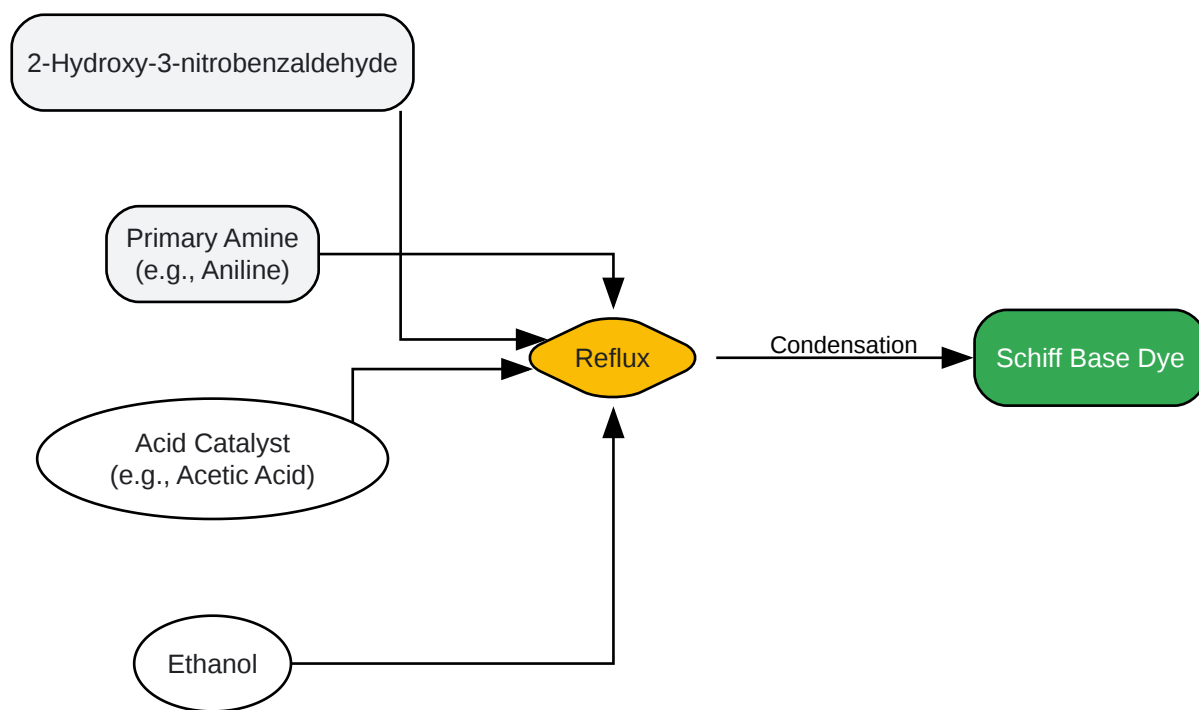 2-Hydroxy-3-nitrobenzaldehyde
Primary Amine
(e.g., Aniline)
Reflux
Condensation
Schiff Base Dye
Acid Catalyst
(e.g., Acetic Acid)
Ethanol